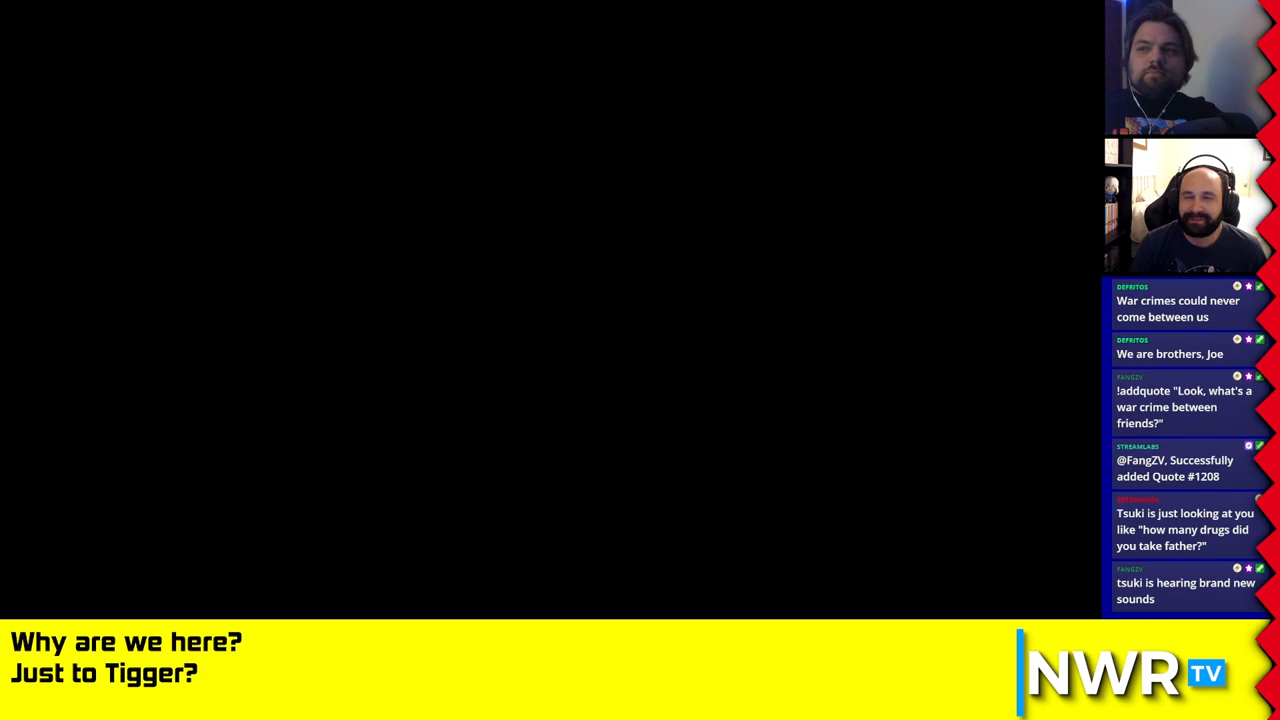 DEFRITOS
War crimes could never
come between us
DEFRITOS
We are brothers, Joe
FANGZV
!addquote "Look, what's a
war crime between
friends?"
STREAMLABS
@FangZV, Successfully
added Quote #1208
Tsuki is just looking at you
like "how many drugs did
you take father?"
FANGZV
tsuki is hearing brand new
sounds
Why are we here?
Just to Tigger?
NWR TV